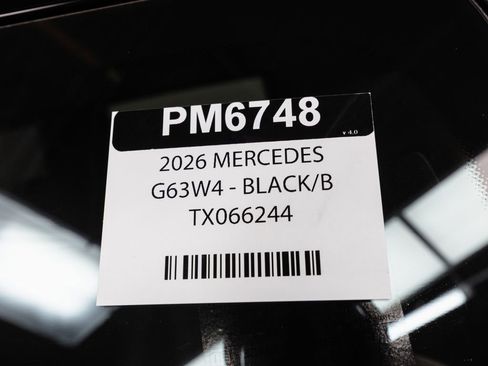 PM6748
v 4.0
2026 MERCEDES
G63W4 - BLACK/B
TX066244